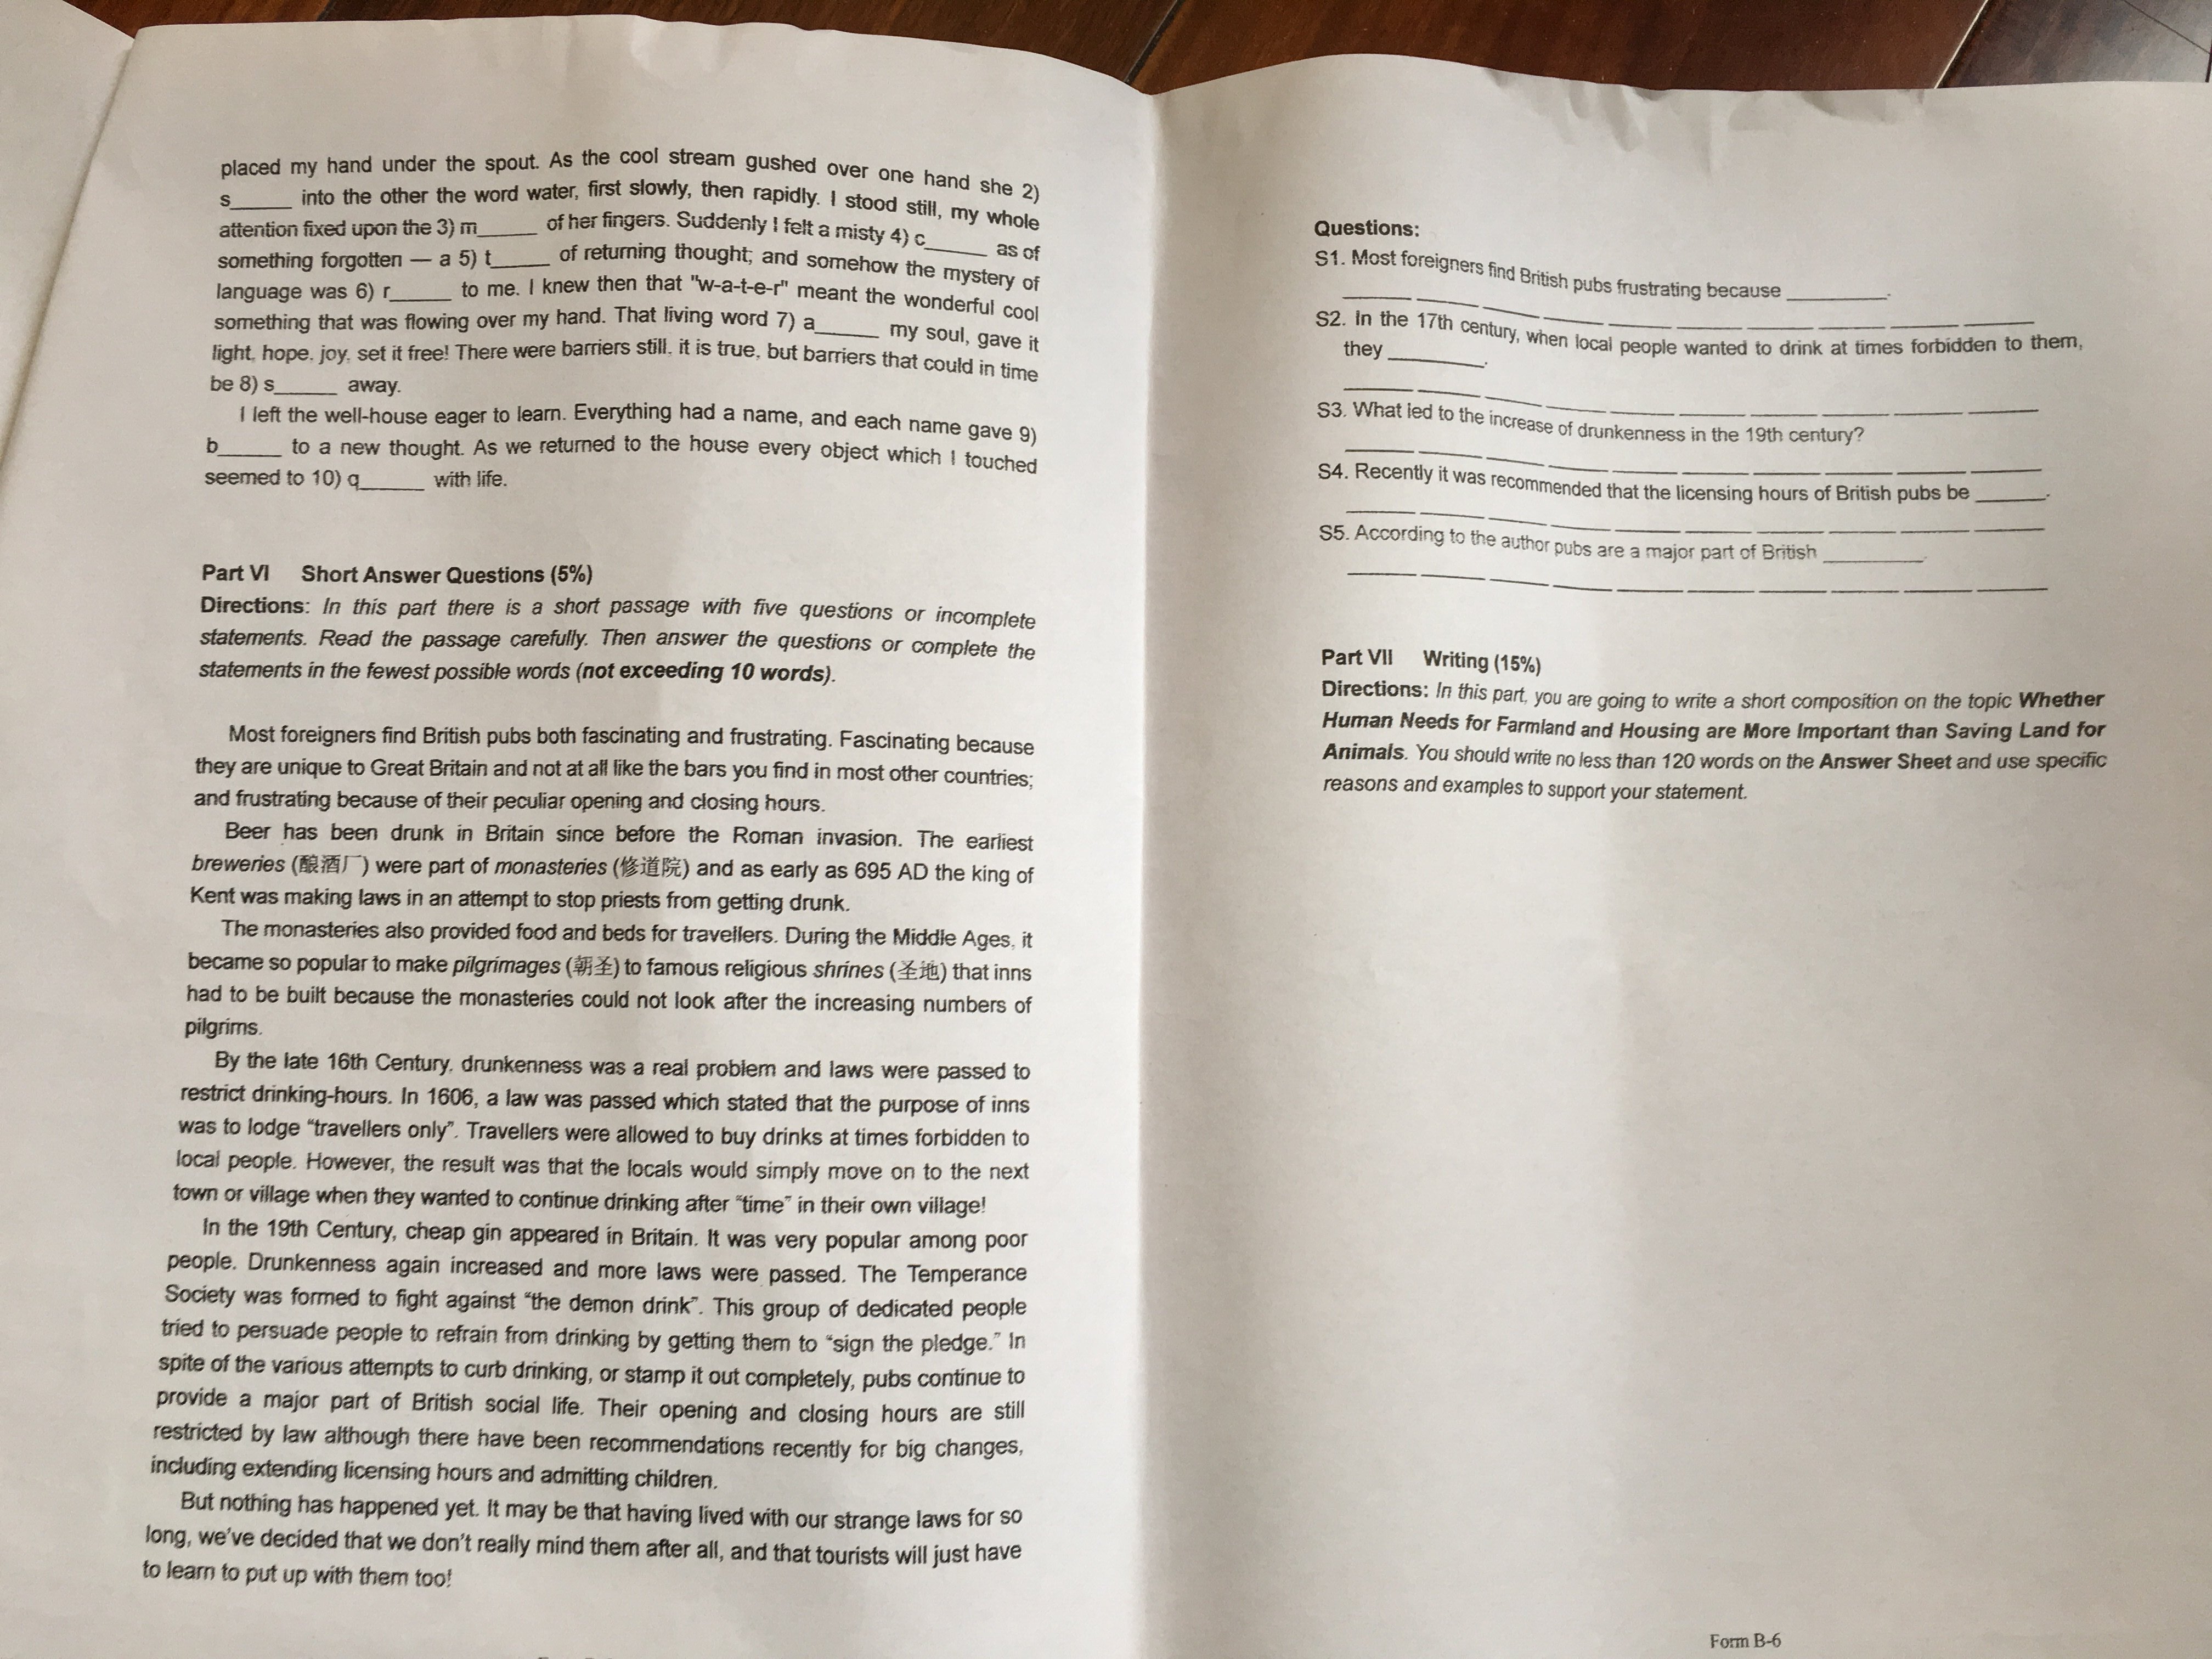 placed my hand under the spout. As the cool stream gushed over one hand she 2)
s_____ into the other the word water, first slowly, then rapidly. I stood still, my whole
attention fixed upon the 3) m_____ of her fingers. Suddenly I felt a misty 4) c_____ as of
something forgotten — a 5) t_____ of returning thought; and somehow the mystery of
language was 6) r_____ to me. I knew then that "w-a-t-e-r" meant the wonderful cool
something that was flowing over my hand. That living word 7) a_____ my soul, gave it
light, hope, joy, set it free! There were barriers still, it is true, but barriers that could in time
be 8) s_____ away.
I left the well-house eager to learn. Everything had a name, and each name gave 9)
b_____ to a new thought. As we returned to the house every object which I touched
seemed to 10) q_____ with life.
Part VI Short Answer Questions (5%)
Directions: In this part there is a short passage with five questions or incomplete
statements. Read the passage carefully. Then answer the questions or complete the
statements in the fewest possible words (not exceeding 10 words).
Most foreigners find British pubs both fascinating and frustrating. Fascinating because
they are unique to Great Britain and not at all like the bars you find in most other countries;
and frustrating because of their peculiar opening and closing hours.
Beer has been drunk in Britain since before the Roman invasion. The earliest
breweries (酿酒厂) were part of monasteries (修道院) and as early as 695 AD the king of
Kent was making laws in an attempt to stop priests from getting drunk.
The monasteries also provided food and beds for travellers. During the Middle Ages, it
became so popular to make pilgrimages (朝圣) to famous religious shrines (圣地) that inns
had to be built because the monasteries could not look after the increasing numbers of
pilgrims.
By the late 16th Century, drunkenness was a real problem and laws were passed to
restrict drinking-hours. In 1606, a law was passed which stated that the purpose of inns
was to lodge “travellers only”. Travellers were allowed to buy drinks at times forbidden to
local people. However, the result was that the locals would simply move on to the next
town or village when they wanted to continue drinking after “time” in their own village!
In the 19th Century, cheap gin appeared in Britain. It was very popular among poor
people. Drunkenness again increased and more laws were passed. The Temperance
Society was formed to fight against “the demon drink”. This group of dedicated people
tried to persuade people to refrain from drinking by getting them to “sign the pledge.” In
spite of the various attempts to curb drinking, or stamp it out completely, pubs continue to
provide a major part of British social life. Their opening and closing hours are still
restricted by law although there have been recommendations recently for big changes,
including extending licensing hours and admitting children.
But nothing has happened yet. It may be that having lived with our strange laws for so
long, we’ve decided that we don’t really mind them after all, and that tourists will just have
to learn to put up with them too!
Questions:
S1. Most foreigners find British pubs frustrating because _________.
S2. In the 17th century, when local people wanted to drink at times forbidden to them,
they _________.
S3. What led to the increase of drunkenness in the 19th century?
S4. Recently it was recommended that the licensing hours of British pubs be ______.
S5. According to the author pubs are a major part of British _________.
Part VII Writing (15%)
Directions: In this part, you are going to write a short composition on the topic Whether
Human Needs for Farmland and Housing are More Important than Saving Land for
Animals. You should write no less than 120 words on the Answer Sheet and use specific
reasons and examples to support your statement.
Form B-6